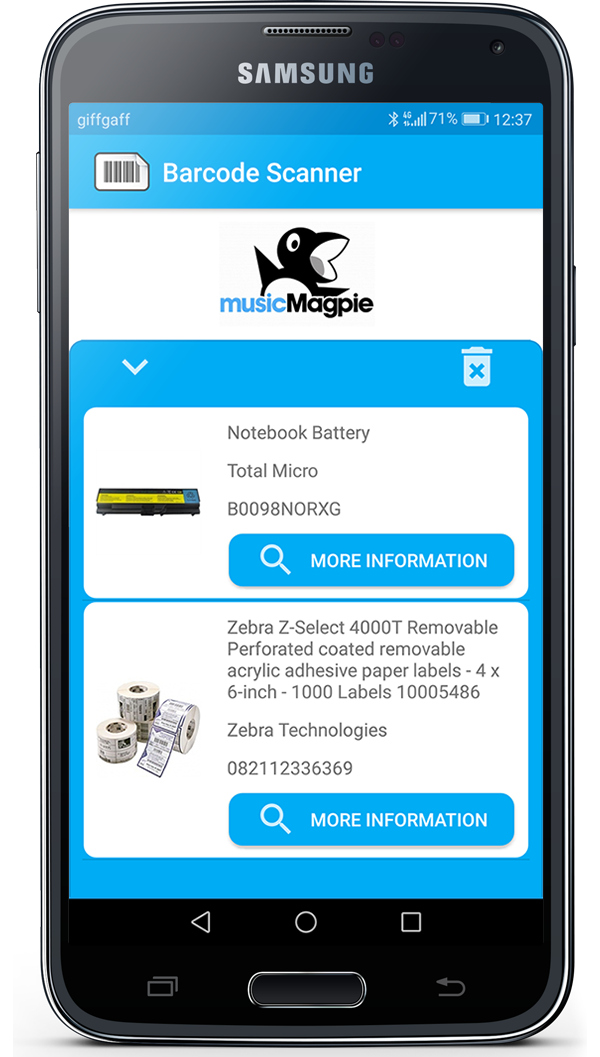 SAMSUNG
giffgaff 4G 71% 12:37
Barcode Scanner
musicMagpie
Notebook Battery
Total Micro
B0098NORXG
MORE INFORMATION
Zebra Z-Select 4000T Removable
Perforated coated removable
acrylic adhesive paper labels - 4 x
6-inch - 1000 Labels 10005486
Zebra Technologies
082112336369
MORE INFORMATION